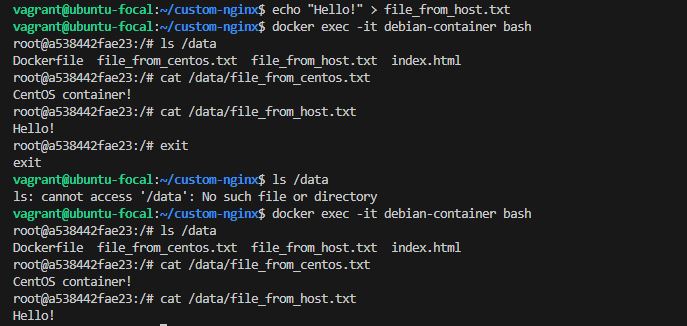 vagrant@ubuntu-focal:~/custom-nginx$ echo "Hello!" > file_from_host.txt
vagrant@ubuntu-focal:~/custom-nginx$ docker exec -it debian-container bash
root@a538442fae23:/# ls /data
Dockerfile  file_from_centos.txt  file_from_host.txt  index.html
root@a538442fae23:/# cat /data/file_from_centos.txt
CentOS container!
root@a538442fae23:/# cat /data/file_from_host.txt
Hello!
root@a538442fae23:/# exit
exit
vagrant@ubuntu-focal:~/custom-nginx$ ls /data
ls: cannot access '/data': No such file or directory
vagrant@ubuntu-focal:~/custom-nginx$ docker exec -it debian-container bash
root@a538442fae23:/# ls /data
Dockerfile  file_from_centos.txt  file_from_host.txt  index.html
root@a538442fae23:/# cat /data/file_from_centos.txt
CentOS container!
root@a538442fae23:/# cat /data/file_from_host.txt
Hello!